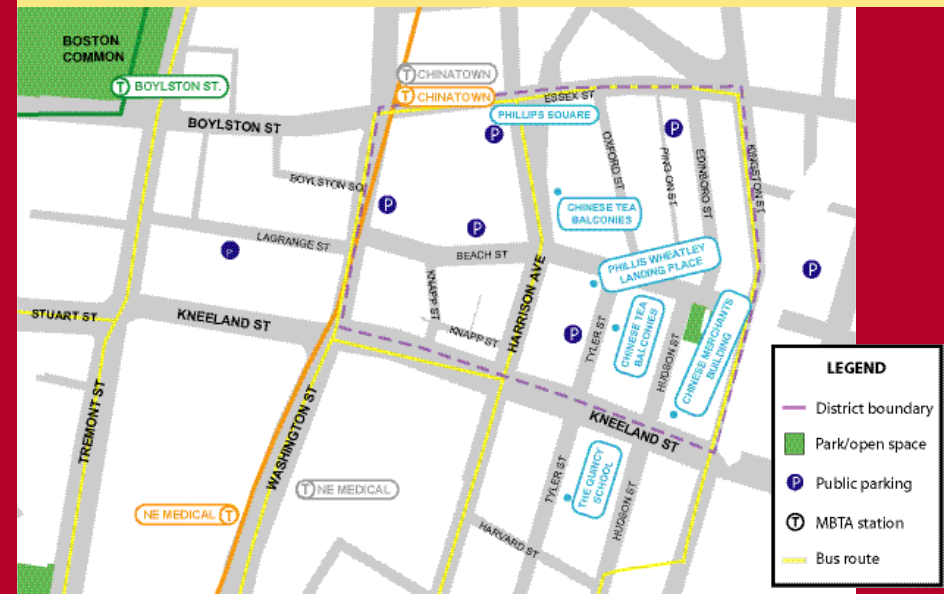 BOSTON
COMMON
T BOYLSTON ST.
T CHINATOWN
T CHINATOWN
ESSEX ST
PHILLIPS SQUARE
BOYLSTON ST
P
P
OXFORD ST
PING-ON ST
EDINBORO ST
KINGSTON ST
BOYLSTON SQ
P
CHINESE TEA
BALCONIES
LAGRANGE ST
P
P
BEACH ST
PHILLIS WHEATLEY
LANDING PLACE
P
KNAPP ST
HARRISON AVE
STUART ST
KNEELAND ST
KNAPP ST
P
TYLER ST
CHINESE TEA
BALCONIES
HUDSON ST
CHINESE MERCHANTS
BUILDING
TREMONT ST
WASHINGTON ST
KNEELAND ST
TYLER ST
THE QUINCY
SCHOOL
HUDSON ST
T NE MEDICAL
NE MEDICAL T
HARVARD ST
LEGEND
District boundary
Park/open space
P Public parking
T MBTA station
Bus route